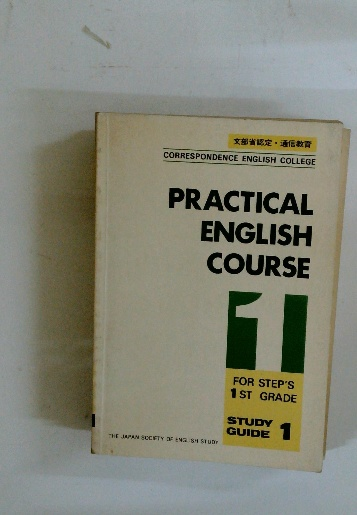 文部省認定・通信教育
CORRESPONDENCE ENGLISH COLLEGE
PRACTICAL
ENGLISH
COURSE
1
FOR STEP'S
1ST GRADE
STUDY
GUIDE 1
THE JAPAN SOCIETY OF ENGLISH STUDY